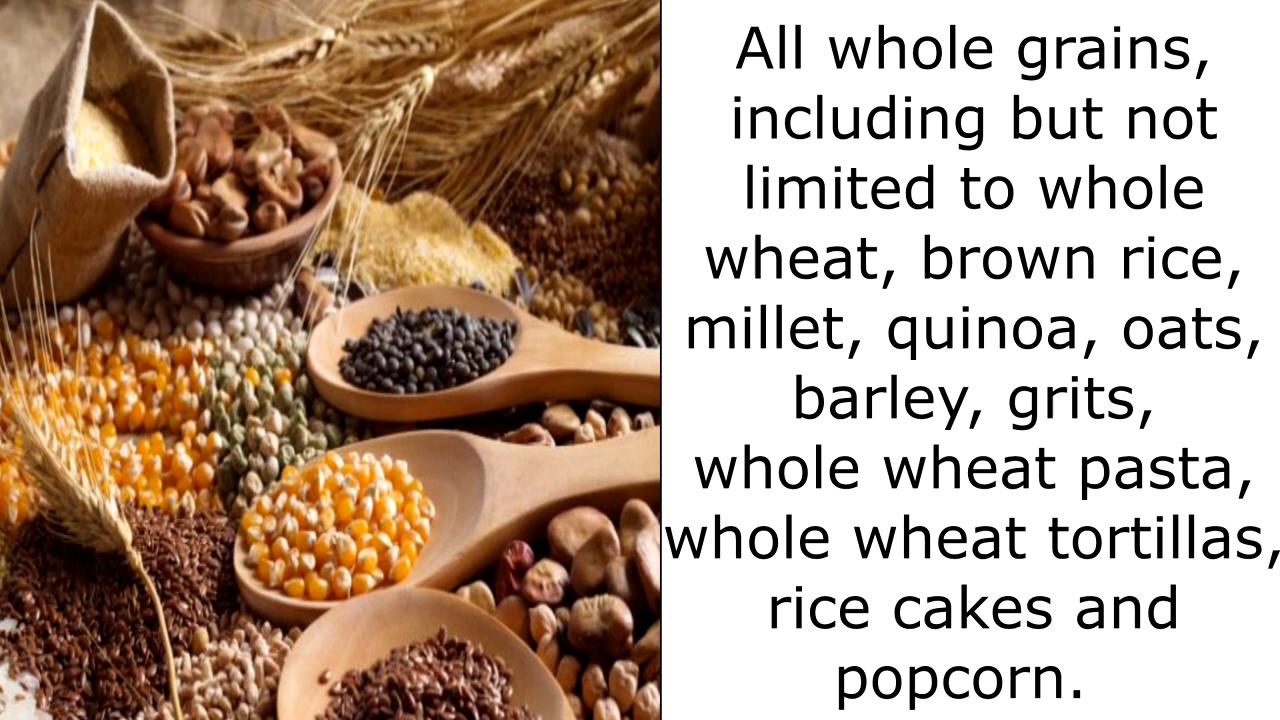 All whole grains,
including but not
limited to whole
wheat, brown rice,
millet, quinoa, oats,
barley, grits,
whole wheat pasta,
whole wheat tortillas,
rice cakes and
popcorn.